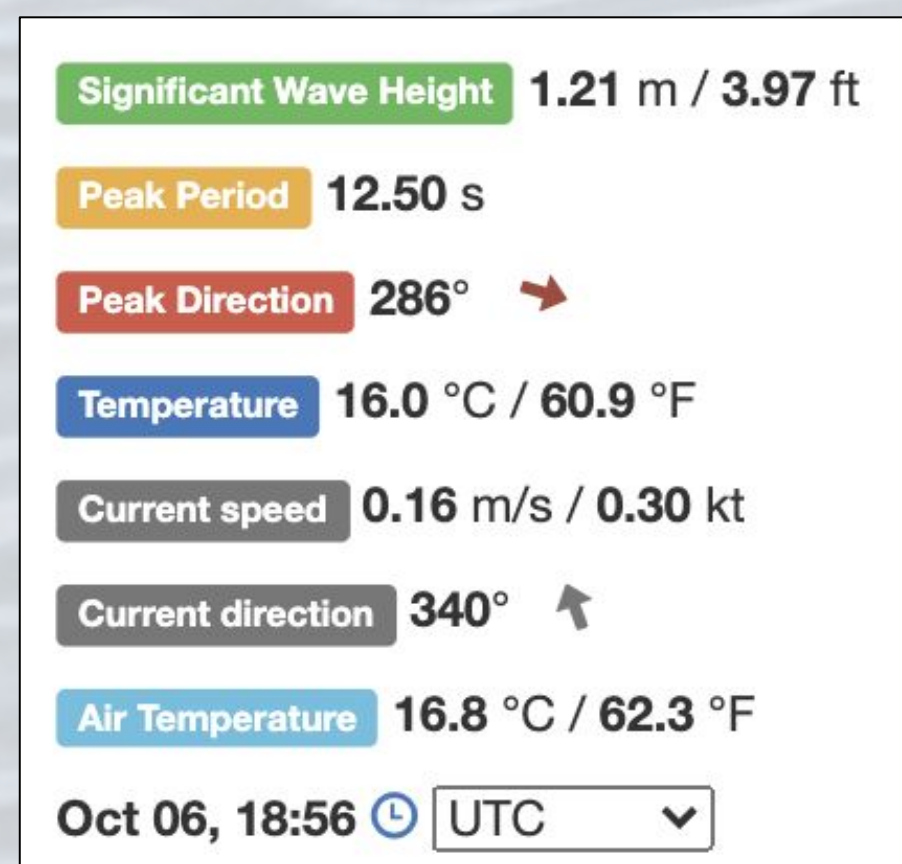 Significant Wave Height 1.21 m / 3.97 ft
Peak Period 12.50 s
Peak Direction 286°
Temperature 16.0 °C / 60.9 °F
Current speed 0.16 m/s / 0.30 kt
Current direction 340°
Air Temperature 16.8 °C / 62.3 °F
Oct 06, 18:56 UTC